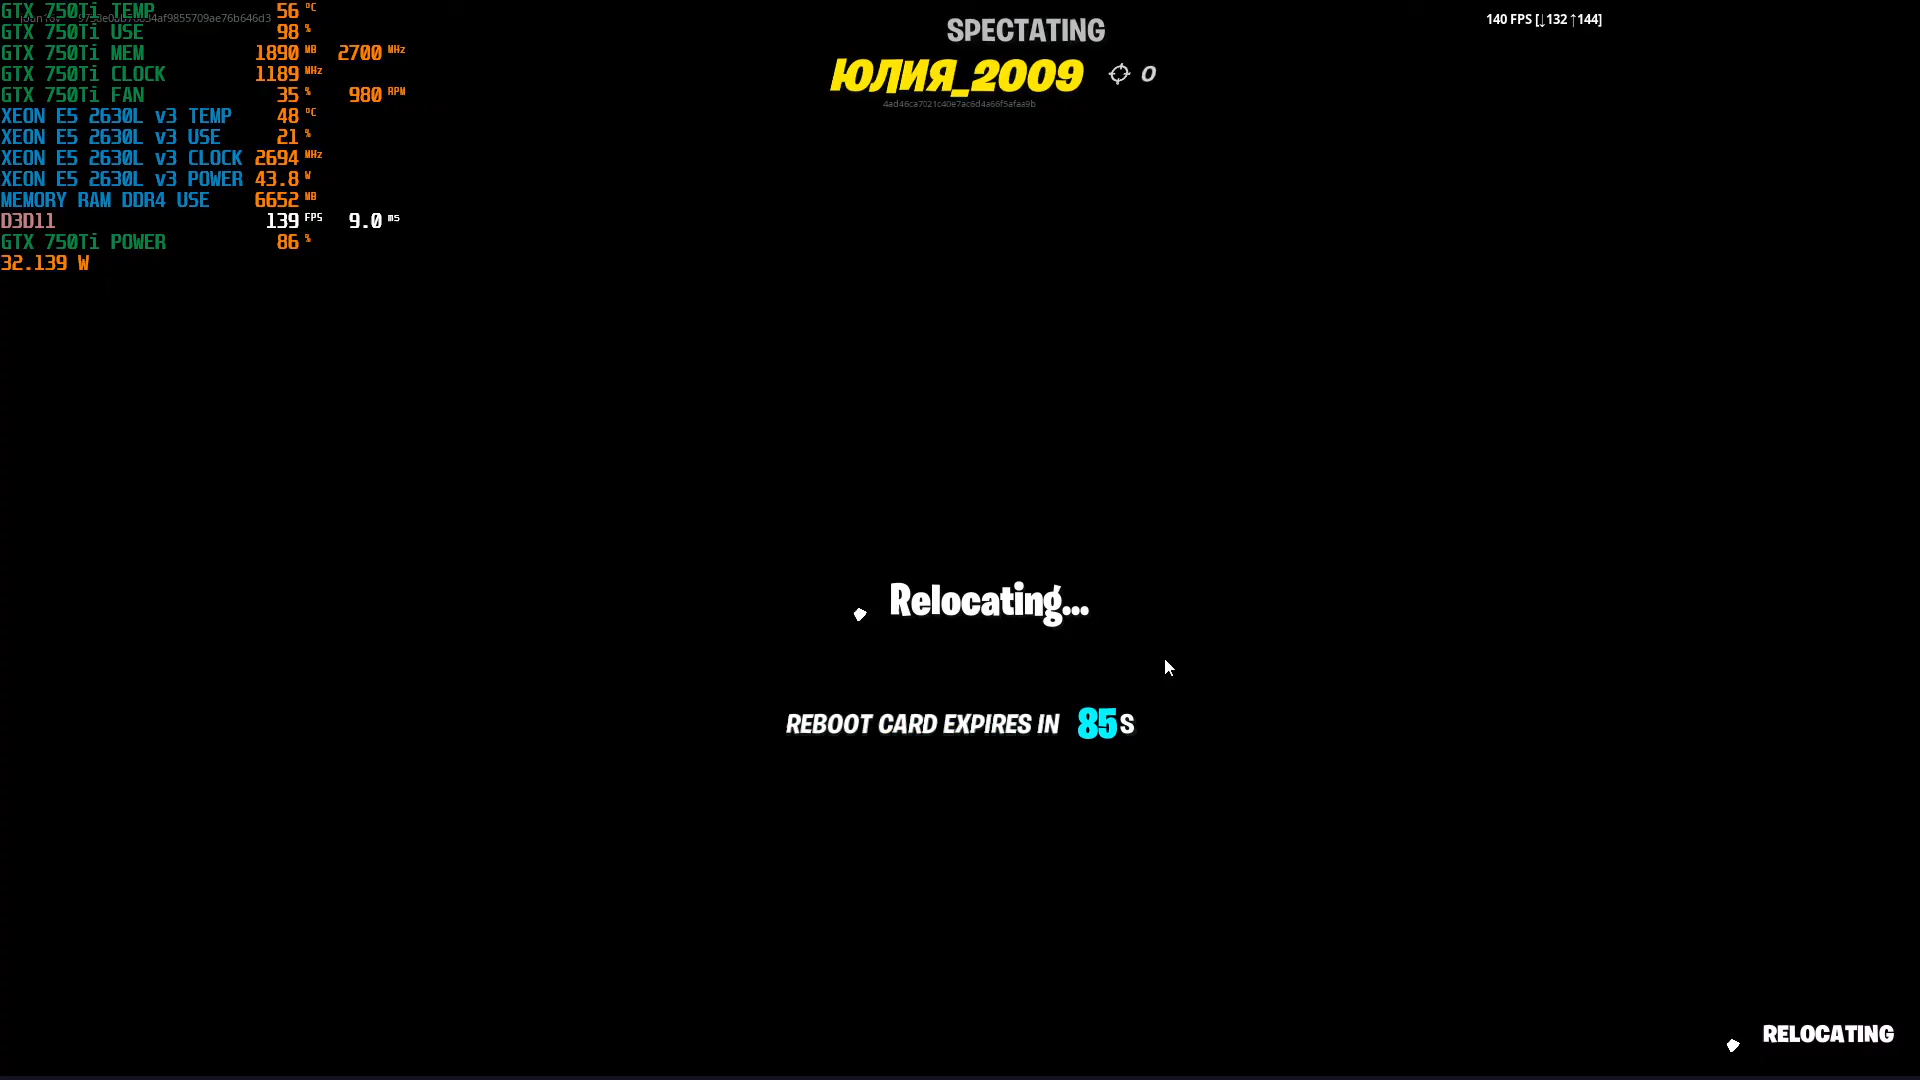 GTX 750Ti TEMP 56 °C
GTX 750Ti USE 98 %
GTX 750Ti MEM 1890 MB 2700 MHz
GTX 750Ti CLOCK 1189 MHz
GTX 750Ti FAN 35 % 980 RPM
XEON E5 2630L v3 TEMP 48 °C
XEON E5 2630L v3 USE 21 %
XEON E5 2630L v3 CLOCK 2694 MHz
XEON E5 2630L v3 POWER 43.8 W
MEMORY RAM DDR4 USE 6652 MB
D3D11 139 FPS 9.0 ms
GTX 750Ti POWER 86 %
32.139 W
SPECTATING
ЮЛИЯ_2009 0
4ad46ca7021c40e7ac6d4a66f5afaa9b
140 FPS [↓132 ↑144]
Relocating...
REBOOT CARD EXPIRES IN 85 S
RELOCATING